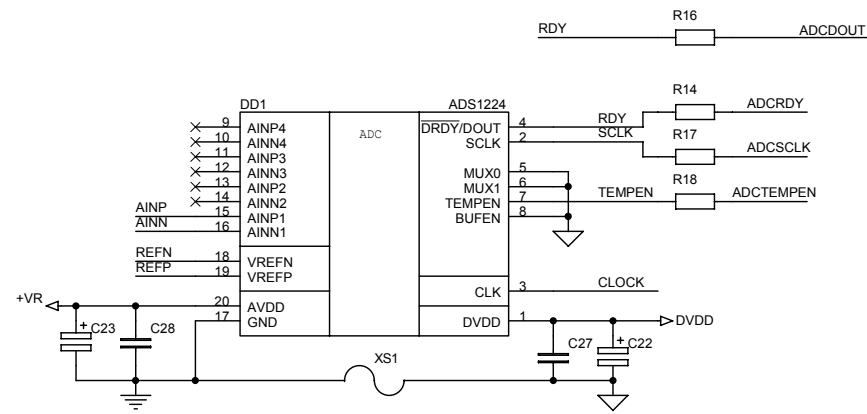 R16
RDY ADCDOUT
DD1 ADS1224
ADC
R14
RDY ADCRDY
9 AINP4 DRDY/DOUT 4
10 AINN4 SCLK 2 SCLK
R17
ADCSCLK
11 AINP3
12 AINN3 MUX0 5
13 AINP2 MUX1 6
14 AINN2 TEMPEN 7 TEMPEN R18 ADCTEMPEN
AINP 15 AINP1 BUFEN 8
AINN 16 AINN1
REFN 18 VREFN
REFP 19 VREFP
CLK 3 CLOCK
+VR 20 AVDD
17 GND DVDD 1 DVDD
+ C23 C28 C27 + C22
XS1